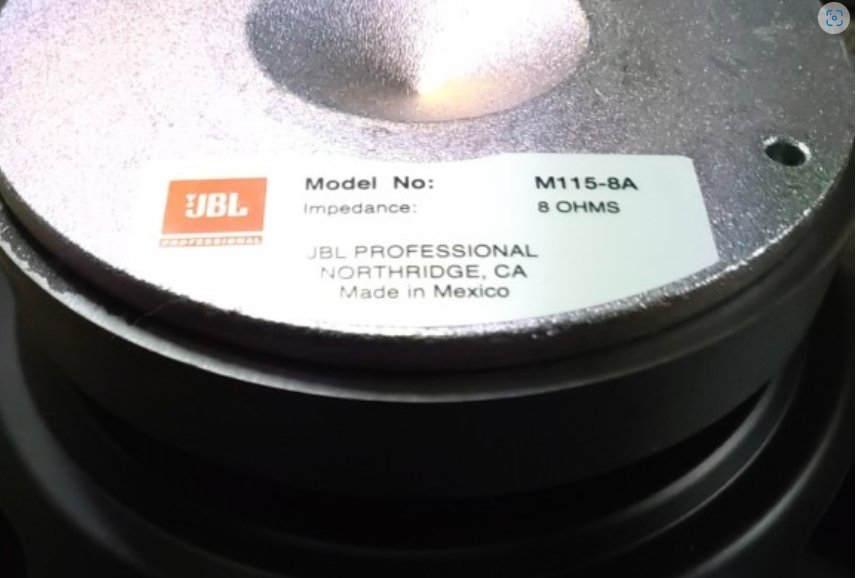 JBL
PROFESSIONAL
Model No: M115-8A
Impedance: 8 OHMS
JBL PROFESSIONAL
NORTHRIDGE, CA
Made in Mexico